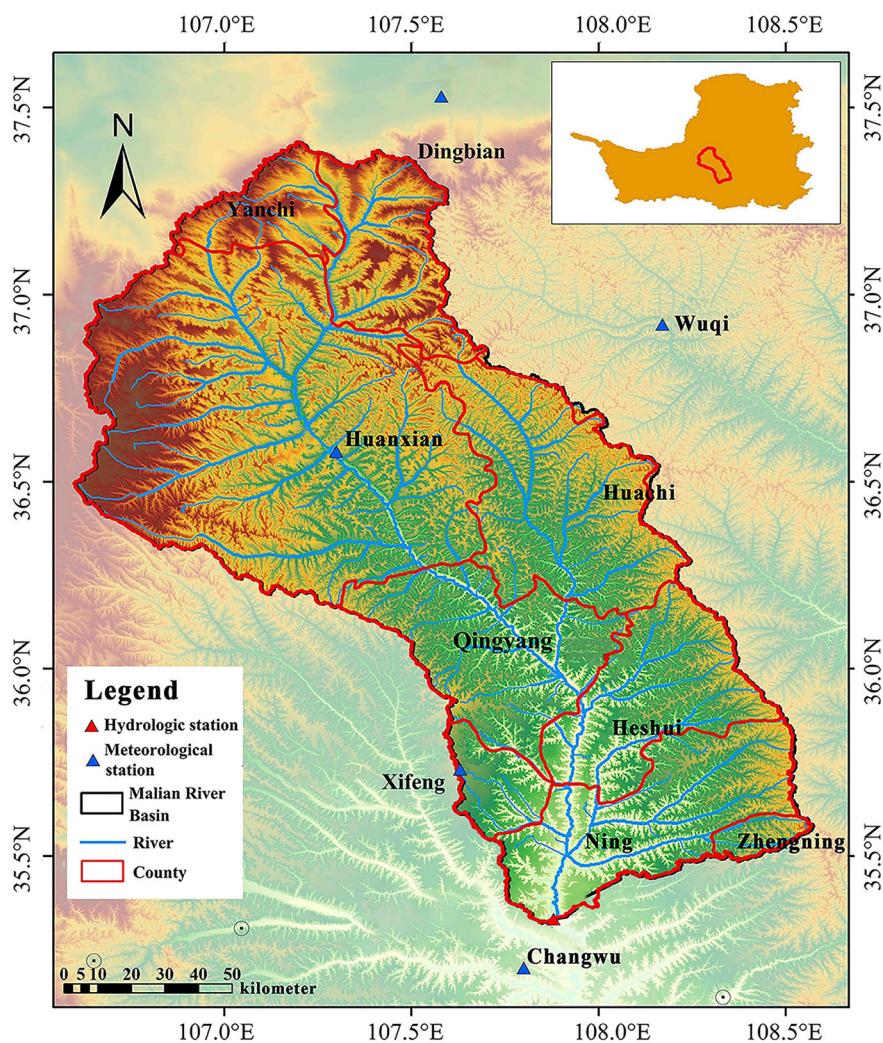 107.0°E 107.5°E 108.0°E 108.5°E
37.5°N
37.5°N
N
Dingbian
Yanchi
37.0°N
37.0°N
Wuqi
Huanxian
36.5°N
36.5°N
Huachi
Qingyang
36.0°N
36.0°N
Legend
Hydrologic station
Meteorological
station
Malian River
Basin
River
County
Heshui
Xifeng
Ning
Zhengning
35.5°N
35.5°N
Changwu
0 5 10 20 30 40 50
kilometer
107.0°E 107.5°E 108.0°E 108.5°E